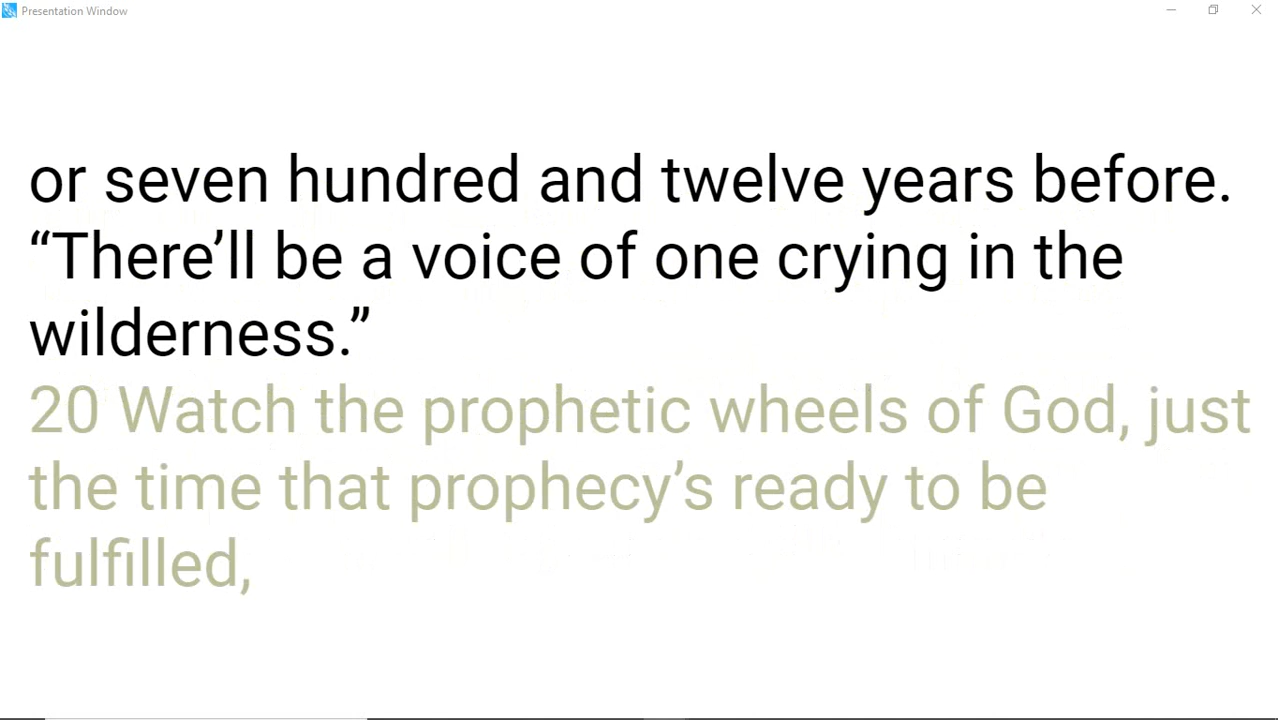 Presentation Window
or seven hundred and twelve years before.
“There’ll be a voice of one crying in the
wilderness.”
20 Watch the prophetic wheels of God, just
the time that prophecy’s ready to be
fulfilled,